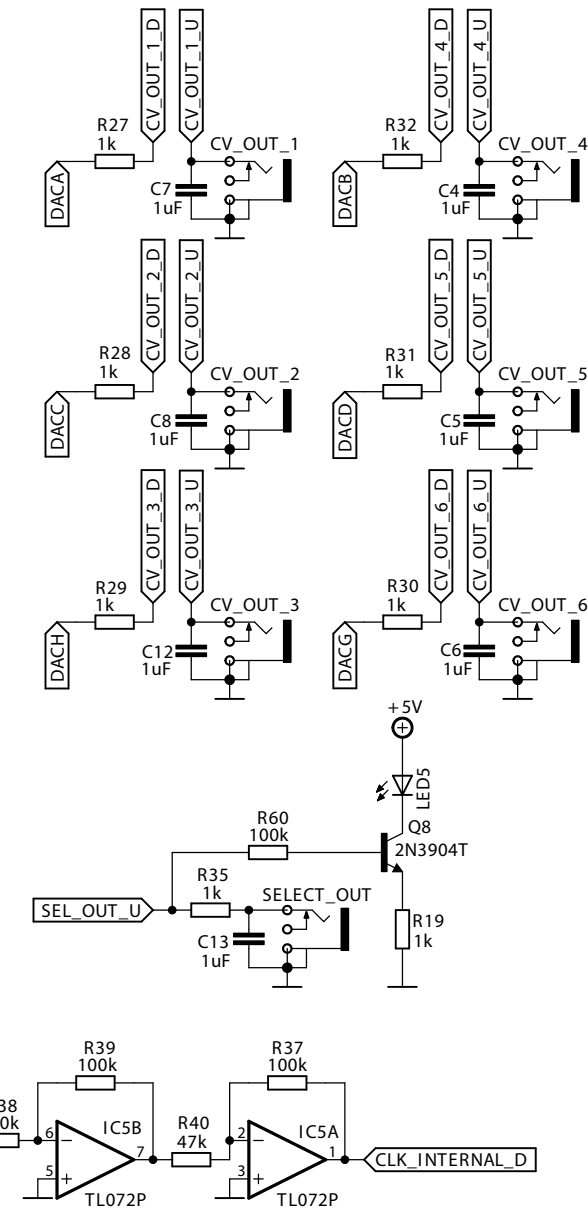 CV_OUT_1_D
CV_OUT_1_U
R27
1k
CV_OUT_1
DACA
C7
1uF
CV_OUT_4_D
CV_OUT_4_U
R32
1k
CV_OUT_4
DACB
C4
1uF
CV_OUT_2_D
CV_OUT_2_U
R28
1k
CV_OUT_2
DACC
C8
1uF
CV_OUT_5_D
CV_OUT_5_U
R31
1k
CV_OUT_5
DACD
C5
1uF
CV_OUT_3_D
CV_OUT_3_U
R29
1k
CV_OUT_3
DACH
C12
1uF
CV_OUT_6_D
CV_OUT_6_U
R30
1k
CV_OUT_6
DACG
C6
1uF
+5V
LED5
R60
100k
Q8
2N3904T
R35
1k
SELECT_OUT
SEL_OUT_U
C13
1uF
R19
1k
R39
100k
R37
100k
38
0k
6
5
7
IC5B
R40
47k
2
3
1
IC5A
CLK_INTERNAL_D
TL072P
TL072P